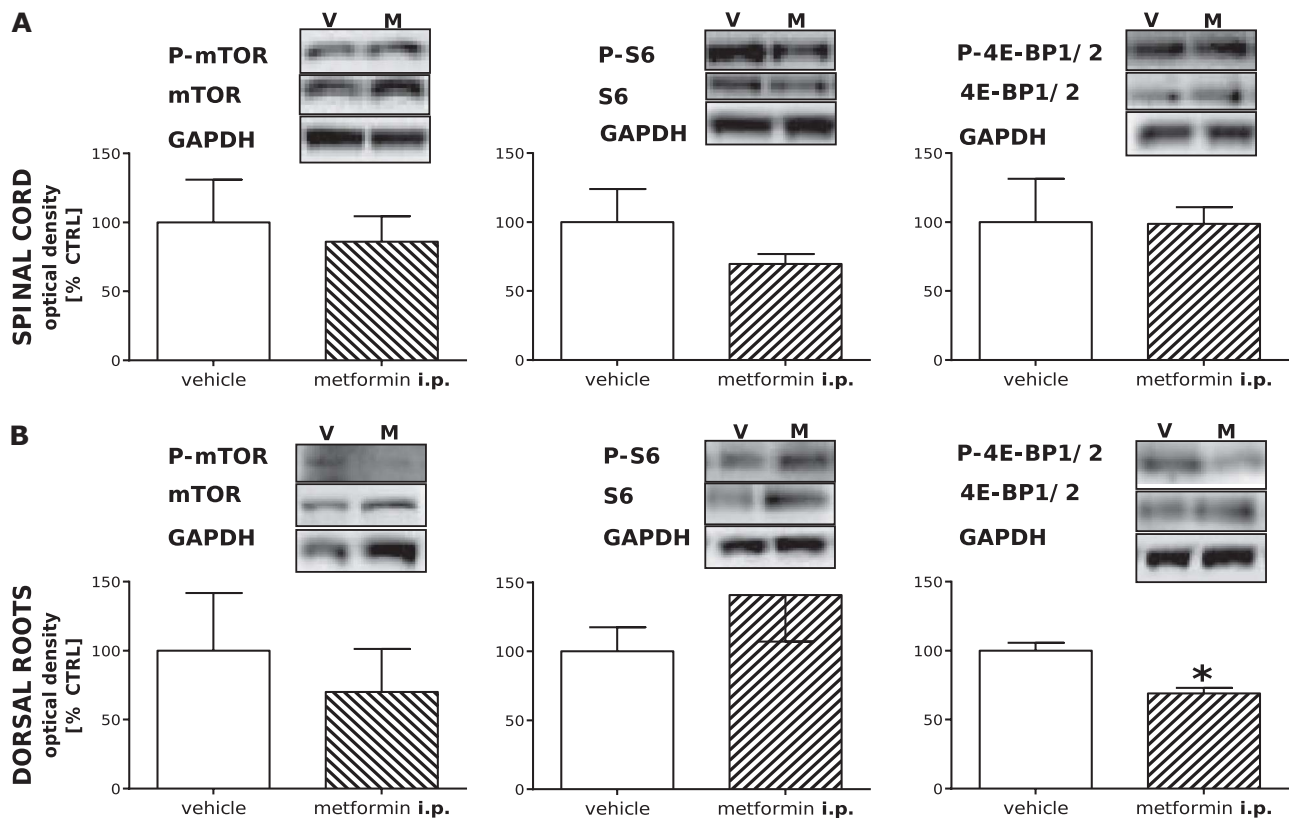 A
V M
P-mTOR
mTOR
GAPDH
V M
P-S6
S6
GAPDH
V M
P-4E-BP1/ 2
4E-BP1/ 2
GAPDH
SPINAL CORD
optical density
[% CTRL]
150
100
50
0
vehicle
metformin i.p.
150
100
50
0
vehicle
metformin i.p.
150
100
50
0
vehicle
metformin i.p.
B
V M
P-mTOR
mTOR
GAPDH
V M
P-S6
S6
GAPDH
V M
P-4E-BP1/ 2
4E-BP1/ 2
GAPDH
DORSAL ROOTS
optical density
[% CTRL]
150
100
50
0
vehicle
metformin i.p.
150
100
50
0
vehicle
metformin i.p.
150
100
50
0
*
vehicle
metformin i.p.